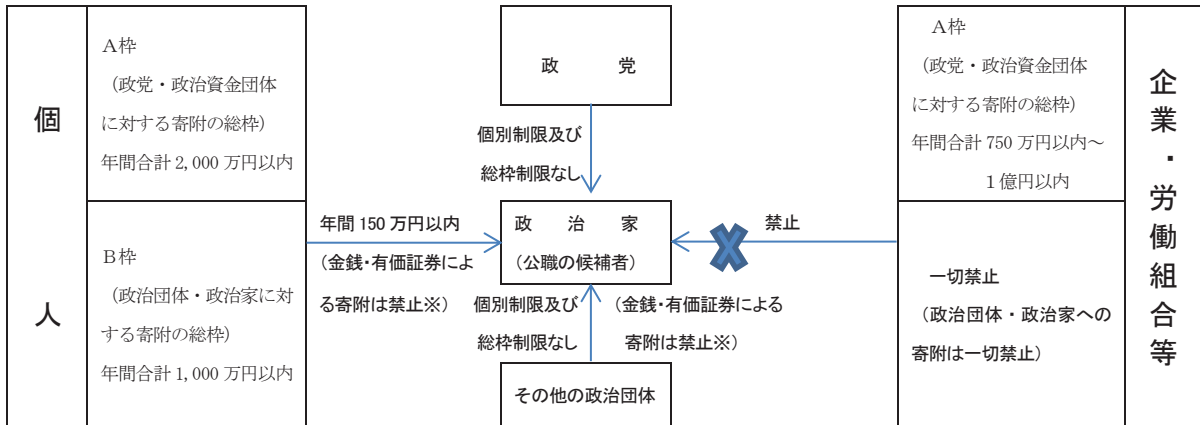 個人
A枠
（政党・政治資金団体
に対する寄附の総枠）
年間合計 2,000 万円以内
B枠
（政治団体・政治家に対
する寄附の総枠）
年間合計 1,000 万円以内
年間 150 万円以内
（金銭・有価証券によ
る寄附は禁止※）
政　党
個別制限及び
総枠制限なし
政　治　家
（公職の候補者）
個別制限及び
総枠制限なし
（金銭・有価証券による
寄附は禁止※）
その他の政治団体
禁止
A枠
（政党・政治資金団体
に対する寄附の総枠）
年間合計 750 万円以内～
１億円以内
一切禁止
（政治団体・政治家への
寄附は一切禁止）
企業・労働組合等